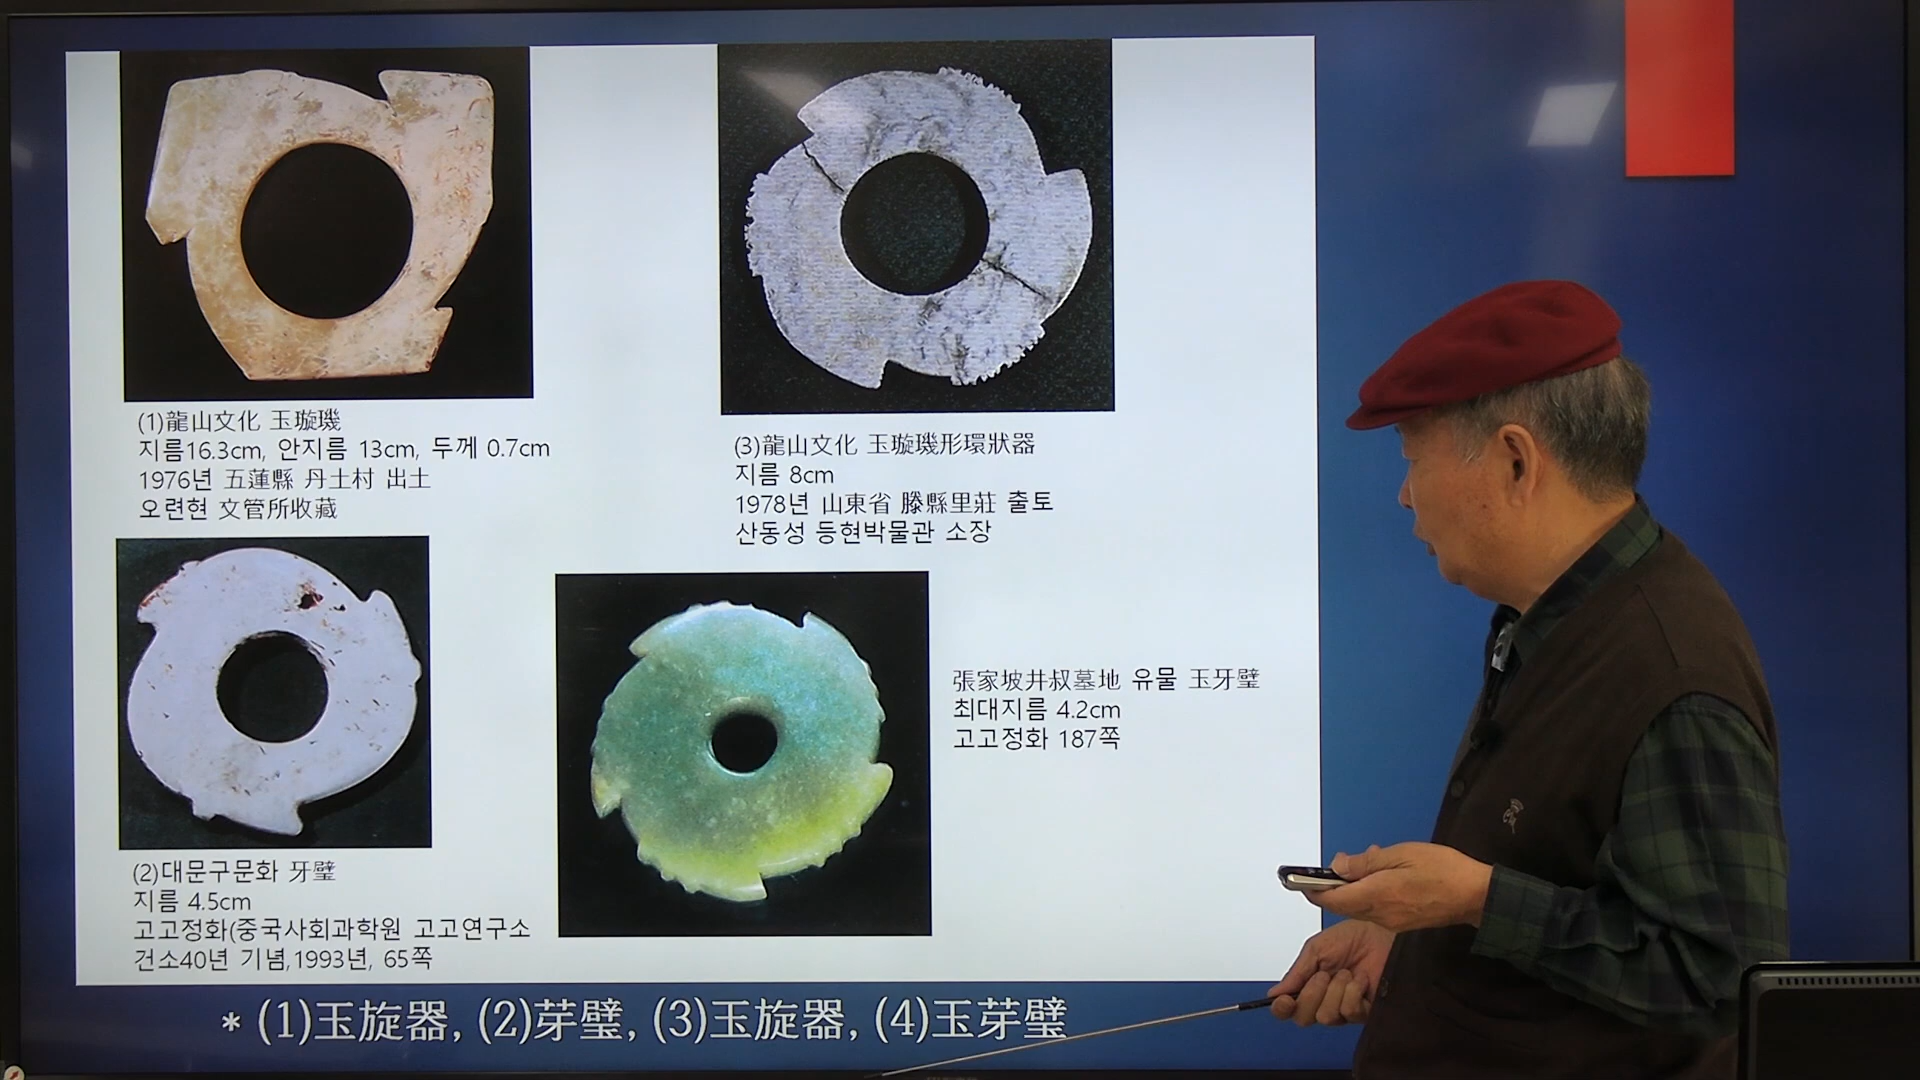 (1)龍山文化 玉璇璣
지름16.3cm, 안지름 13cm, 두께 0.7cm
1976년 五蓮縣 丹土村 出土
오련현 文管所收藏
(3)龍山文化 玉璇璣形環狀器
지름 8cm
1978년 山東省 滕縣里莊 출토
산동성 등현박물관 소장
(2)대문구문화 牙璧
지름 4.5cm
고고정화(중국사회과학원 고고연구소
건소40년 기념,1993년, 65쪽
張家坡井叔墓地 유물 玉牙璧
최대지름 4.2cm
고고정화 187쪽
* (1)玉旋器, (2)芽璧, (3)玉旋器, (4)玉芽璧